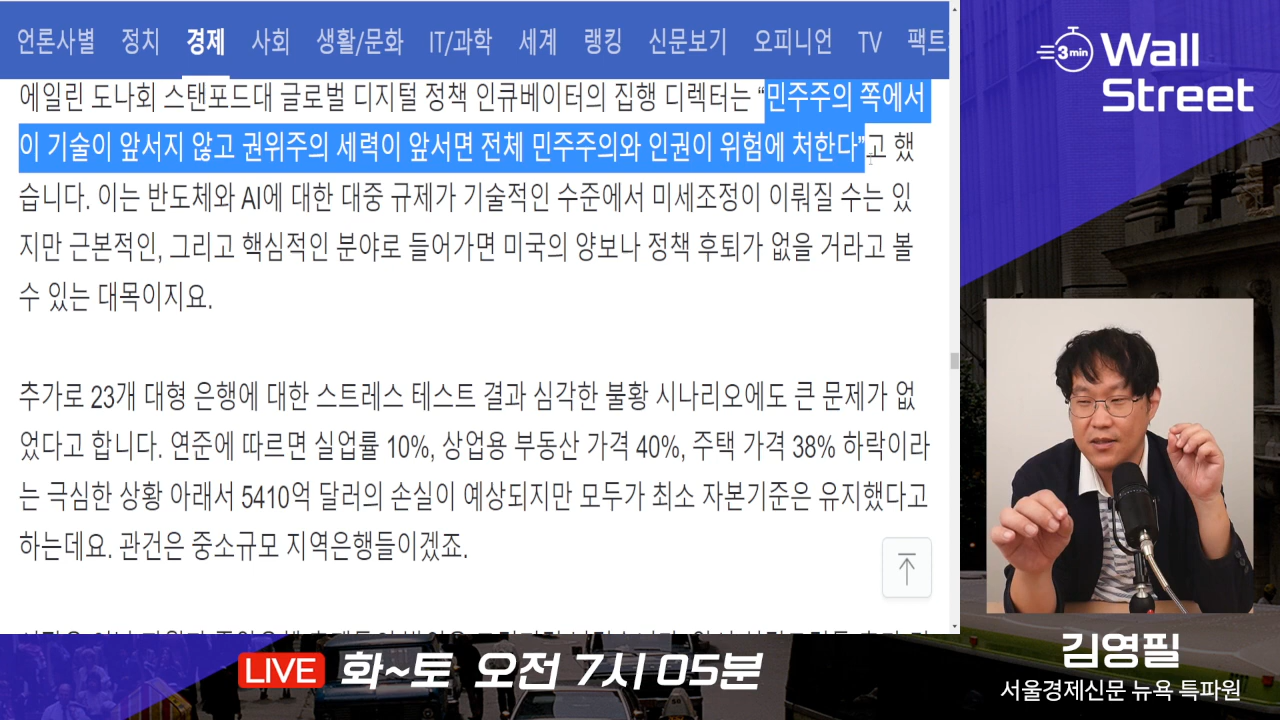 언론사별 정치 경제 사회 생활/문화 IT/과학 세계 랭킹 신문보기 오피니언 TV 팩트
에일린 도나회 스탠포드대 글로벌 디지털 정책 인큐베이터의 집행 디렉터는 “민주주의 쪽에서
이 기술이 앞서지 않고 권위주의 세력이 앞서면 전체 민주주의와 인권이 위험에 처한다”고 했
습니다. 이는 반도체와 AI에 대한 대중 규제가 기술적인 수준에서 미세조정이 이뤄질 수는 있
지만 근본적인, 그리고 핵심적인 분야로 들어가면 미국의 양보나 정책 후퇴가 없을 거라고 볼
수 있는 대목이지요.
추가로 23개 대형 은행에 대한 스트레스 테스트 결과 심각한 불황 시나리오에도 큰 문제가 없
었다고 합니다. 연준에 따르면 실업률 10%, 상업용 부동산 가격 40%, 주택 가격 38% 하락이라
는 극심한 상황 아래서 5410억 달러의 손실이 예상되지만 모두가 최소 자본기준은 유지했다고
하는데요. 관건은 중소규모 지역은행들이겠죠.
3min Wall
Street
김영필
서울경제신문 뉴욕 특파원
LIVE 화~토 오전 7시 05분